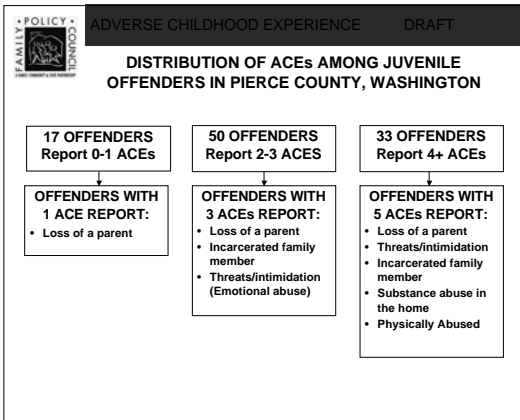 FAMILY • POLICY • COUNCIL
A FAMILY, COMMUNITY & STATE PARTNERSHIP
ADVERSE CHILDHOOD EXPERIENCE DRAFT
DISTRIBUTION OF ACEs AMONG JUVENILE
OFFENDERS IN PIERCE COUNTY, WASHINGTON
17 OFFENDERS
Report 0-1 ACEs
OFFENDERS WITH
1 ACE REPORT:
• Loss of a parent
50 OFFENDERS
Report 2-3 ACES
OFFENDERS WITH
3 ACEs REPORT:
• Loss of a parent
• Incarcerated family
member
• Threats/intimidation
(Emotional abuse)
33 OFFENDERS
Report 4+ ACEs
OFFENDERS WITH
5 ACEs REPORT:
• Loss of a parent
• Threats/intimidation
• Incarcerated family
member
• Substance abuse in
the home
• Physically Abused